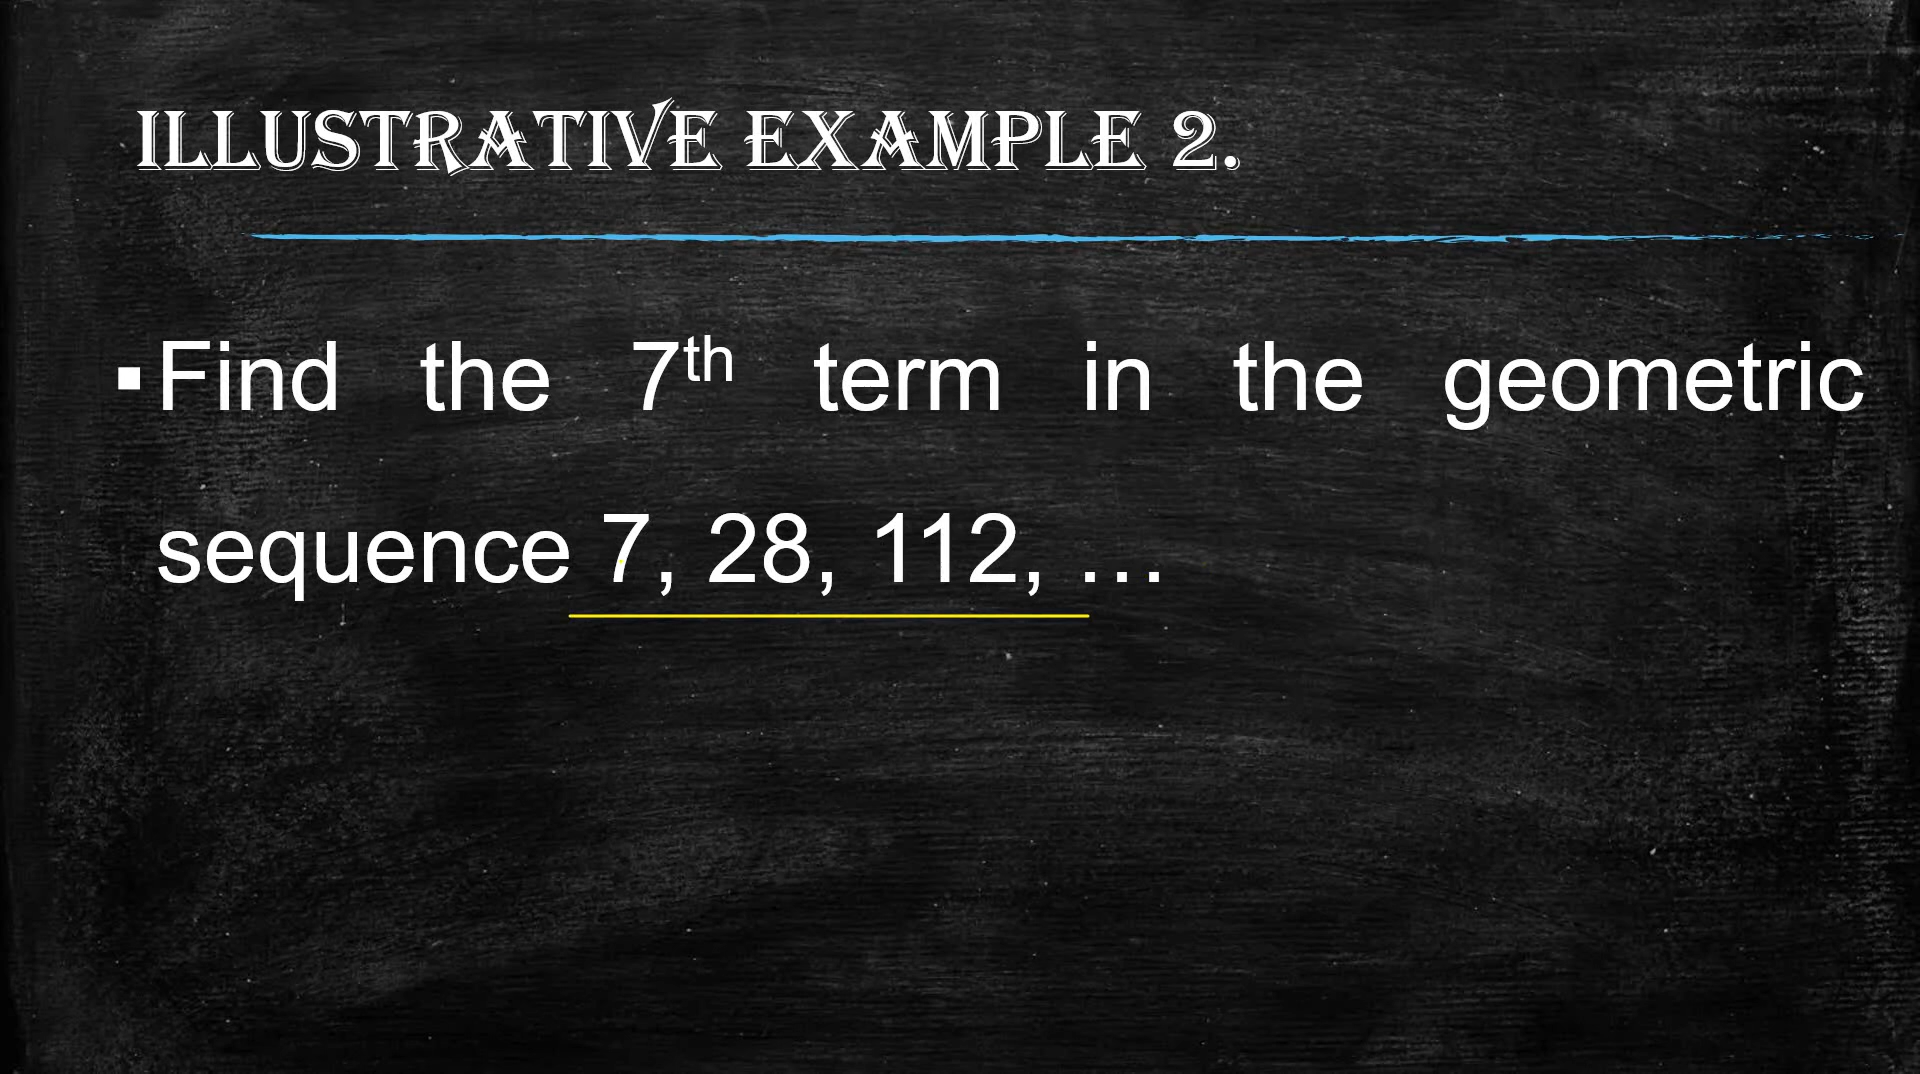 ILLUSTRATIVE EXAMPLE 2.
▪Find the 7th term in the geometric
sequence 7, 28, 112, …